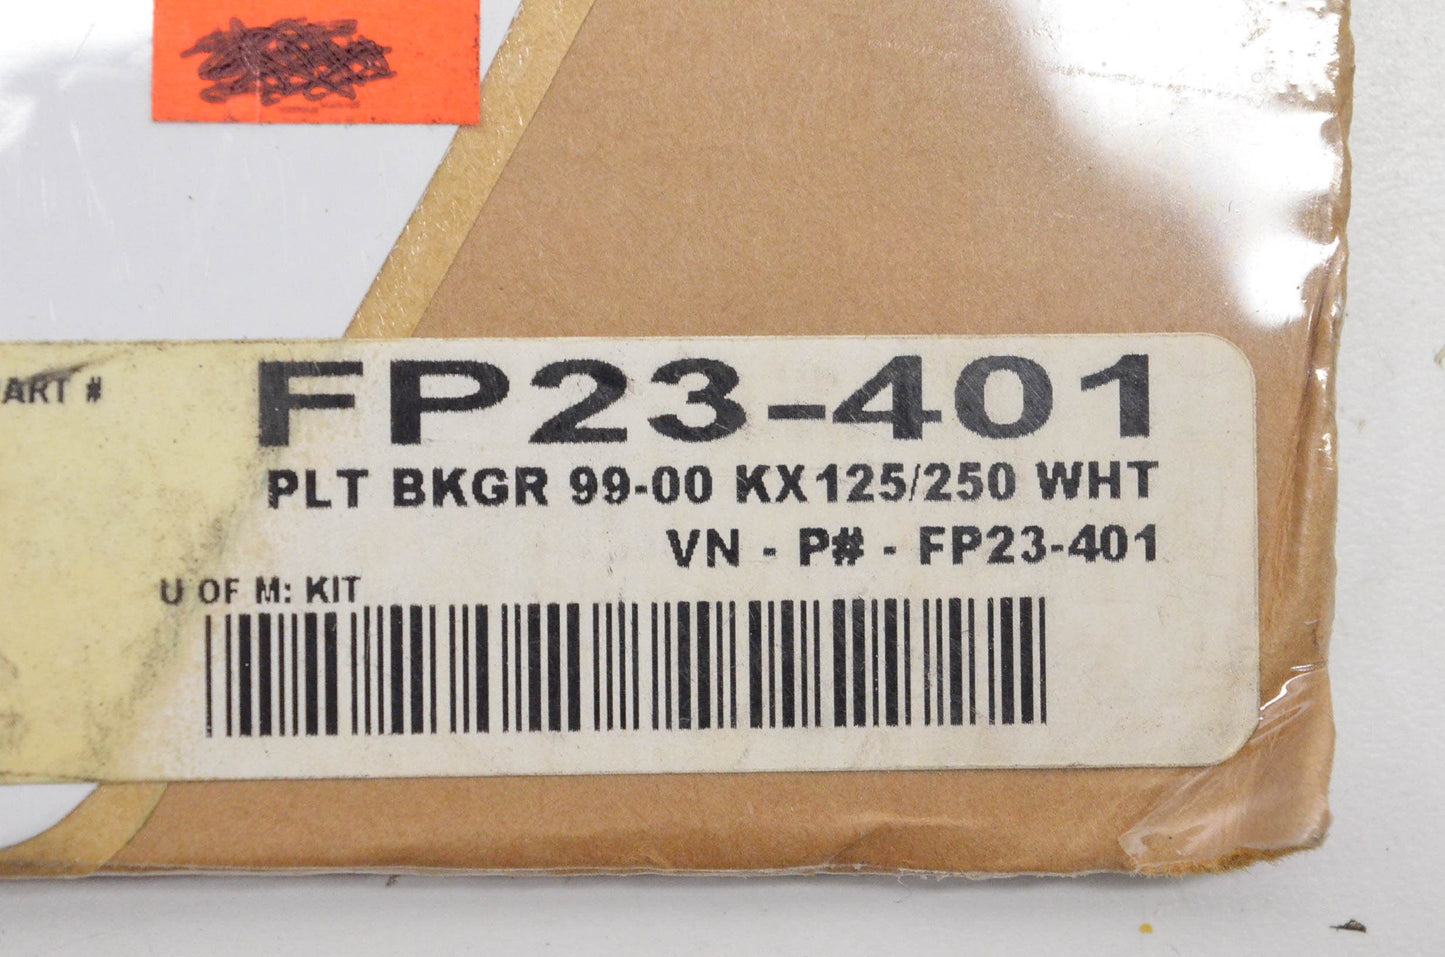 ART # FP23-401
PLT BKGR 99-00 KX125/250 WHT
VN - P# - FP23-401
U OF M: KIT